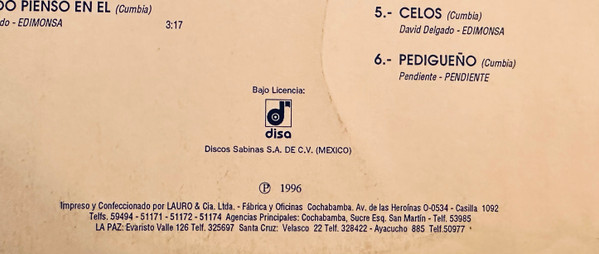 DO PIENSO EN EL (Cumbia)
do - EDIMONSA 3:17
5.- CELOS (Cumbia)
David Delgado - EDIMONSA
6.- PEDIGUEÑO (Cumbia)
Pendiente - PENDIENTE
Bajo Licencia:
d
disa
Discos Sabinas S.A. DE C.V. (MEXICO)
Ⓟ 1996
Impreso y Confeccionado por LAURO & Cia. Ltda. - Fábrica y Oficinas Cochabamba. Av. de las Heroínas O-0534 - Casilla 1092
Telfs. 59494 - 51171 - 51172 - 51174 Agencias Principales: Cochabamba, Sucre Esq. San Martín - Telf. 53985
LA PAZ: Evaristo Valle 126 Telf. 325697 Santa Cruz: Velasco 22 Telf. 328422 - Ayacucho 885 Telf.50977